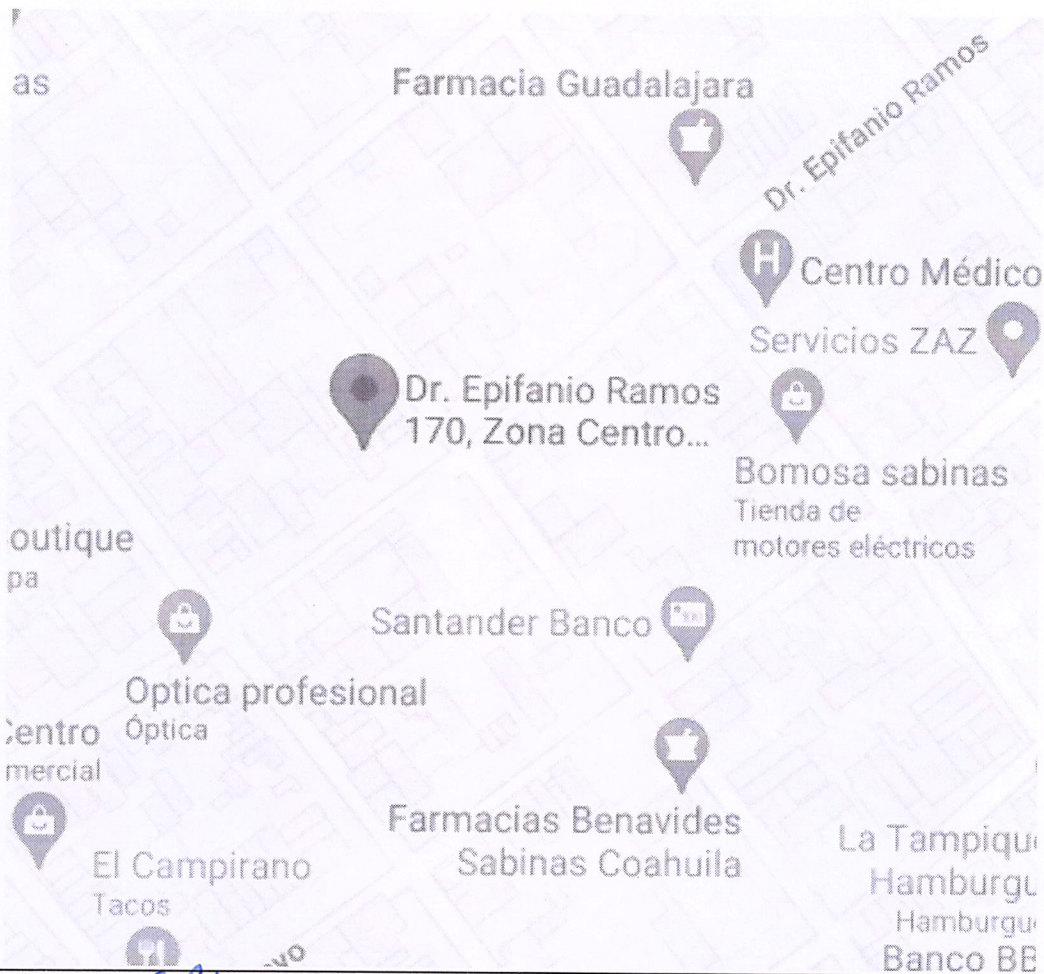 as
Farmacia Guadalajara
Dr. Epifanio Ramos
Centro Médico
Servicios ZAZ
Dr. Epifanio Ramos
170, Zona Centro...
Bomosa sabinas
Tienda de
motores eléctricos
outique
pa
Santander Banco
Optica profesional
Óptica
entro
mercial
Farmacias Benavides
Sabinas Coahuila
El Campirano
Tacos
La Tampiqu
Hamburgu
Hamburgu
Banco BB